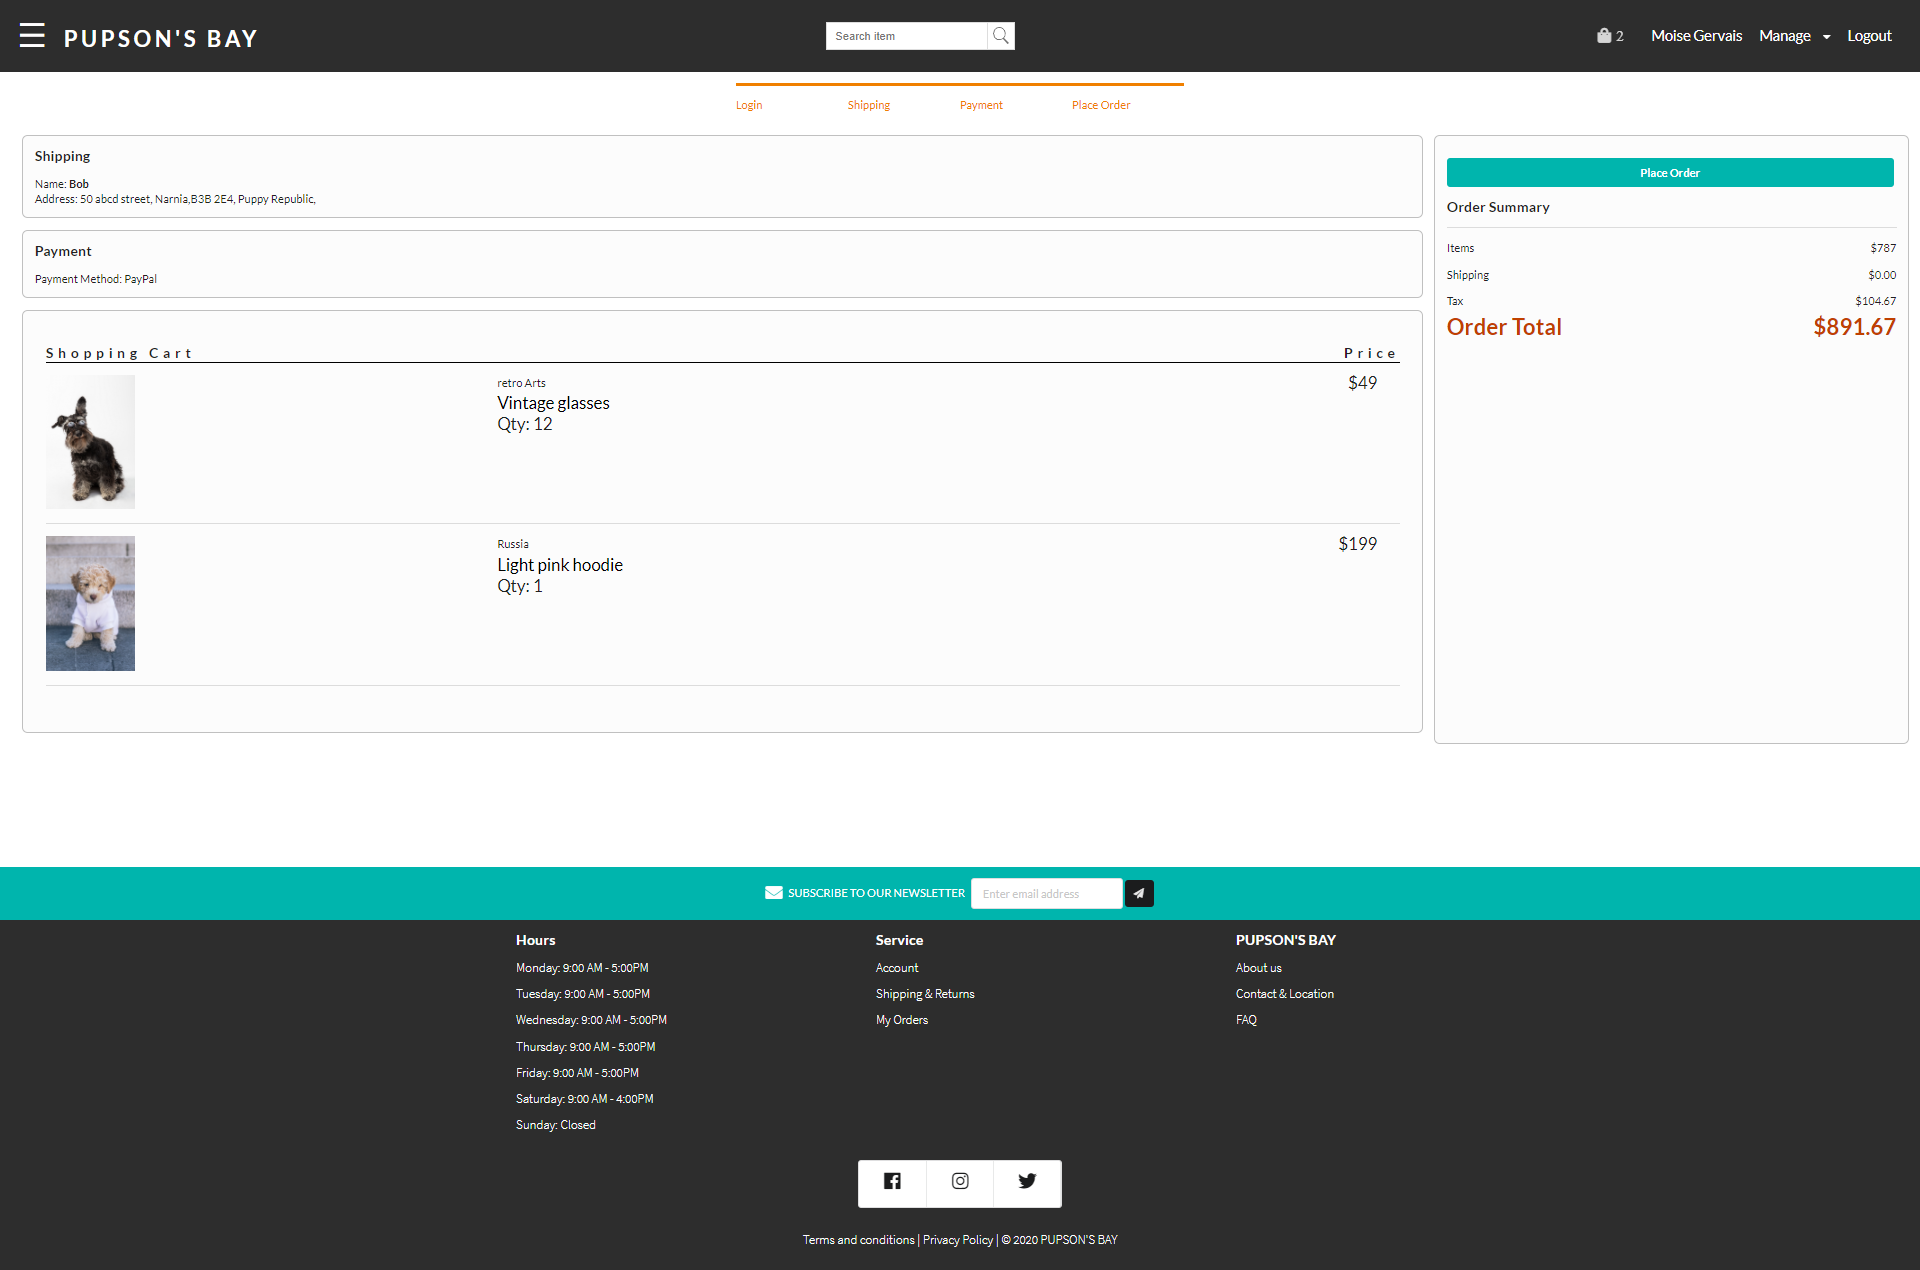 PUPSON'S BAY
Search item
2
Moise Gervais
Manage
Logout
Login
Shipping
Payment
Place Order
Shipping
Name: Bob
Address: 50 abcd street, Narnia,B3B 2E4, Puppy Republic,
Payment
Payment Method: PayPal
Shopping Cart
Price
retro Arts
$49
Vintage glasses
Qty: 12
Russia
$199
Light pink hoodie
Qty: 1
Place Order
Order Summary
Items $787
Shipping $0.00
Tax $104.67
Order Total $891.67
SUBSCRIBE TO OUR NEWSLETTER
Enter email address
Hours
Monday: 9:00 AM - 5:00PM
Tuesday: 9:00 AM - 5:00PM
Wednesday: 9:00 AM - 5:00PM
Thursday: 9:00 AM - 5:00PM
Friday: 9:00 AM - 5:00PM
Saturday: 9:00 AM - 4:00PM
Sunday: Closed
Service
Account
Shipping & Returns
My Orders
PUPSON'S BAY
About us
Contact & Location
FAQ
Terms and conditions | Privacy Policy | © 2020 PUPSON'S BAY